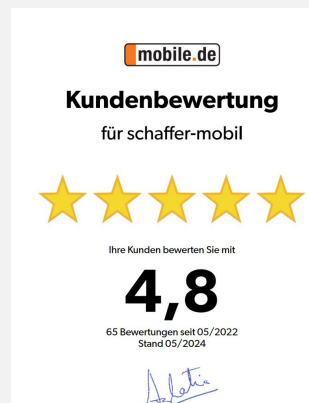 mobile.de
Kundenbewertung
für schaffer-mobil
Ihre Kunden bewerten Sie mit
4,8
65 Bewertungen seit 05/2022
Stand 05/2024